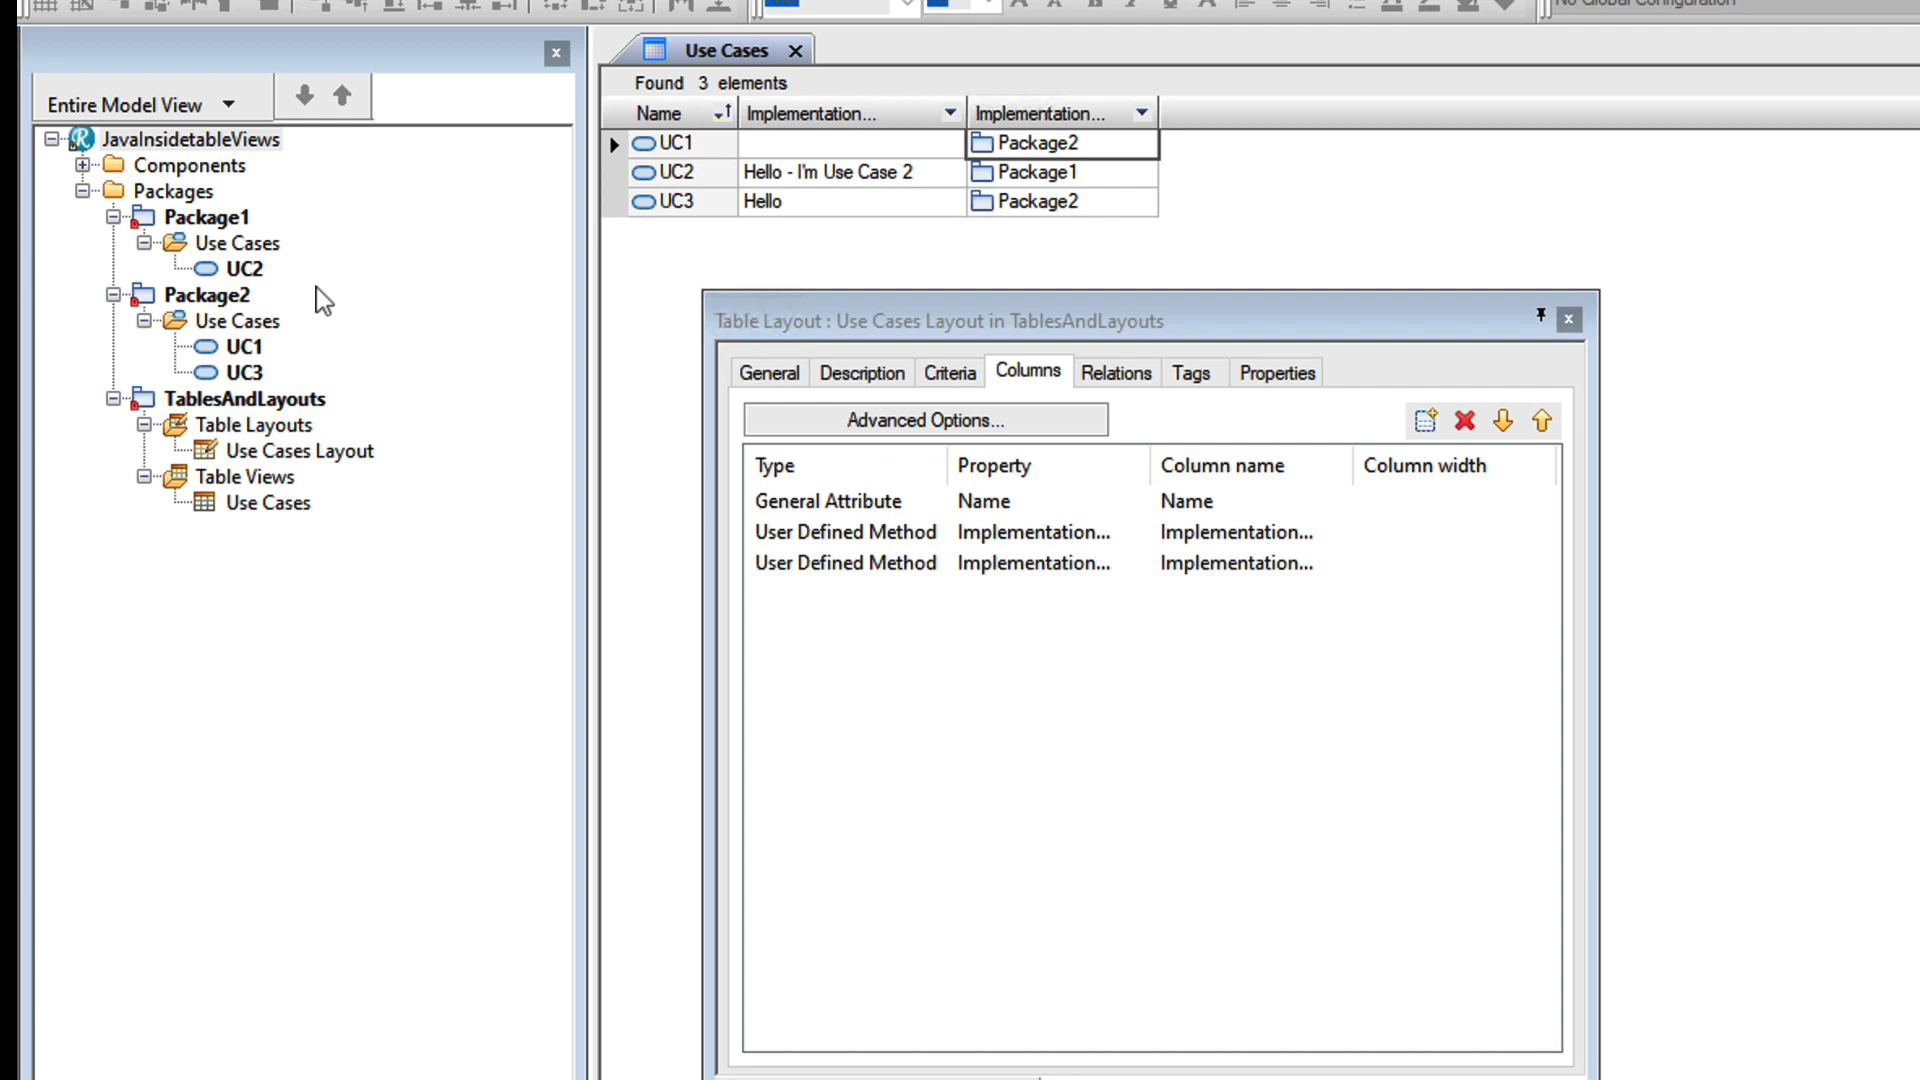 No Global Configuration
Entire Model View
JavaInsidetableViews
Components
Packages
Package1
Use Cases
UC2
Package2
Use Cases
UC1
UC3
TablesAndLayouts
Table Layouts
Use Cases Layout
Table Views
Use Cases
Use Cases
Found 3 elements
Name Implementation... Implementation...
UC1 Package2
UC2 Hello - I'm Use Case 2 Package1
UC3 Hello Package2
Table Layout : Use Cases Layout in TablesAndLayouts
General Description Criteria Columns Relations Tags Properties
Advanced Options...
Type Property Column name Column width
General Attribute Name Name
User Defined Method Implementation... Implementation...
User Defined Method Implementation... Implementation...